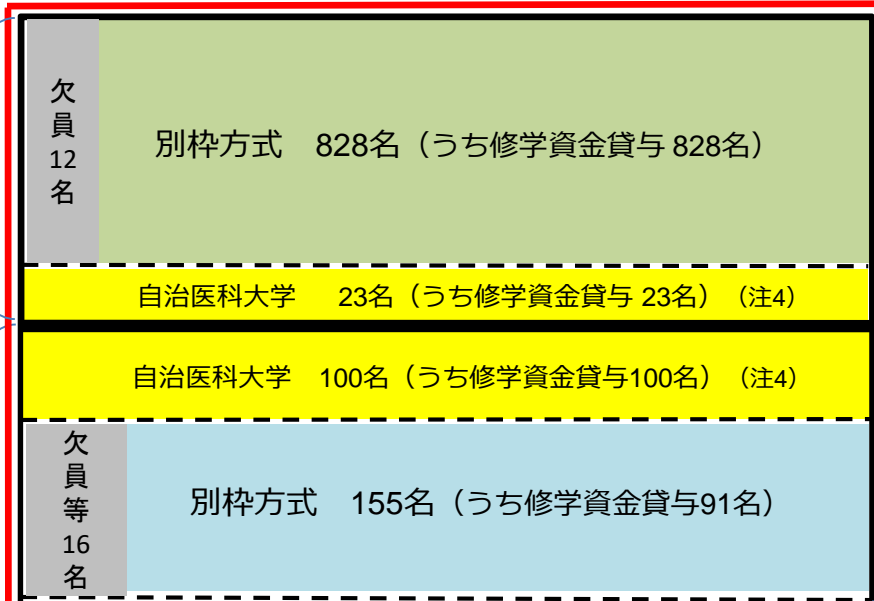 欠員12名
別枠方式　828名（うち修学資金貸与 828名）
自治医科大学　 23名（うち修学資金貸与 23名）（注4）
自治医科大学　100名（うち修学資金貸与100名）（注4）
欠員等16名
別枠方式　155名（うち修学資金貸与91名）